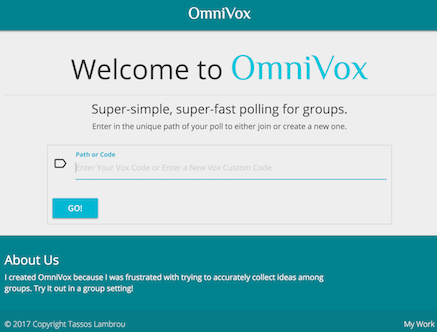 OmniVox
Welcome to OmniVox
Super-simple, super-fast polling for groups.
Enter in the unique path of your poll to either join or create a new one.
Path or Code
Enter Your Vox Code or Enter a New Vox Custom Code
GO!
About Us
I created OmniVox because I was frustrated with trying to accurately collect ideas among
groups. Try it out in a group setting!
© 2017 Copyright Tassos Lambrou
My Work